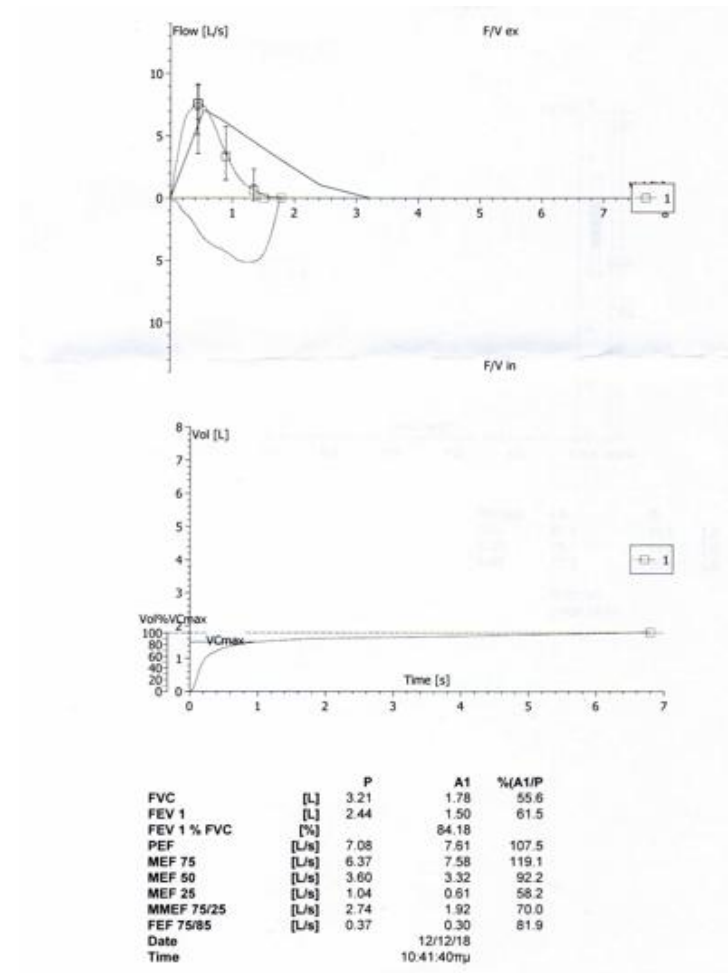 Flow [L/s]
F/V ex
10
5
0
1 2 3 4 5 6 7 8
1
5
10
F/V in
8 Vol [L]
7
6
5
4
1
3
Vol%VCmax
2
100
80 VCmax
60 1
40
20 Time [s]
0 0
0 1 2 3 4 5 6 7
P A1 %(A1/P
FVC [L] 3.21 1.78 55.6
FEV 1 [L] 2.44 1.50 61.5
FEV 1 % FVC [%] 84.18
PEF [L/s] 7.08 7.61 107.5
MEF 75 [L/s] 6.37 7.58 119.1
MEF 50 [L/s] 3.60 3.32 92.2
MEF 25 [L/s] 1.04 0.61 58.2
MMEF 75/25 [L/s] 2.74 1.92 70.0
FEF 75/85 [L/s] 0.37 0.30 81.9
Date 12/12/18
Time 10:41:40πμ